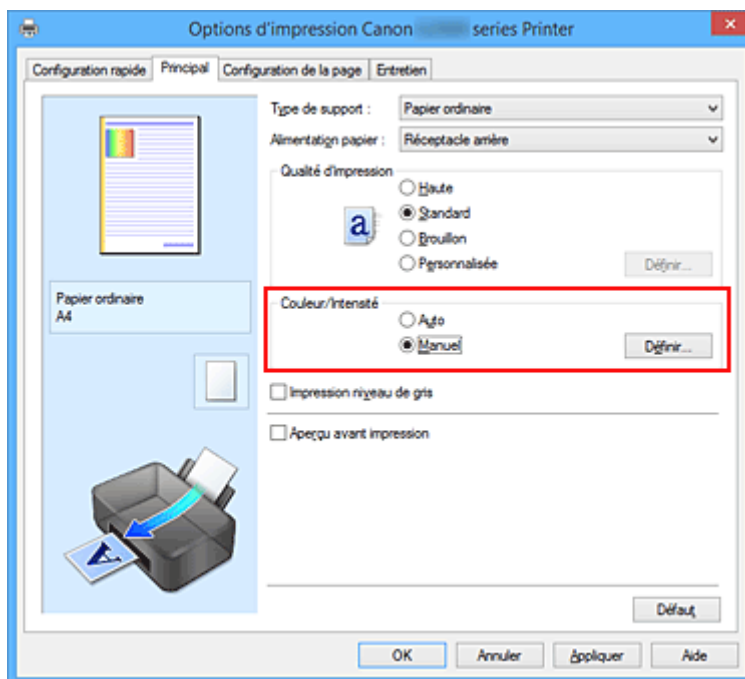 Options d'impression Canon series Printer
Configuration rapide Principal Configuration de la page Entretien
Type de support : Papier ordinaire
Alimentation papier : Réceptacle arrière
Qualité d'impression
Haute
Standard
Brouillon
Personnalisée Définir...
Papier ordinaire
A4
Couleur/Intensité
Auto
Manuel Définir...
Impression niveau de gris
Aperçu avant impression
Défaut
OK Annuler Appliquer Aide